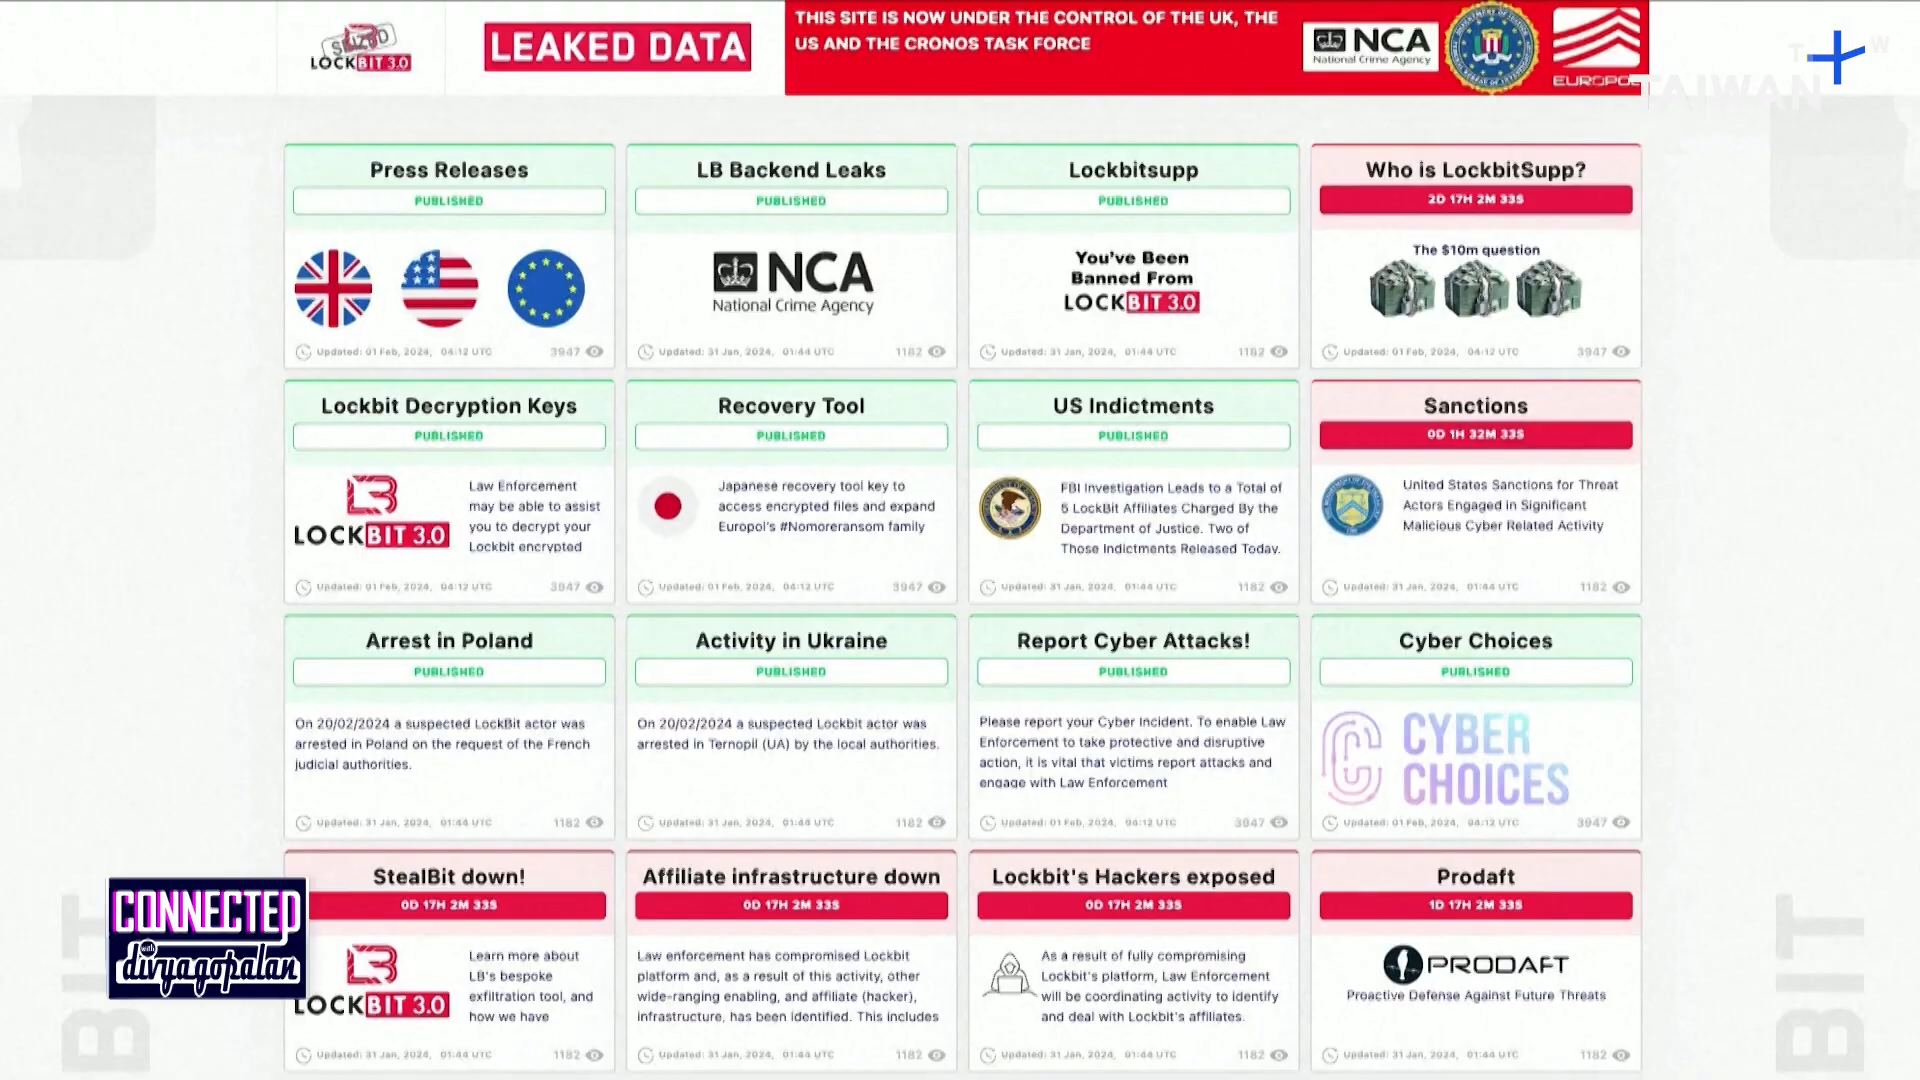 SEIZED
LOCKBIT 3.0
LEAKED DATA
THIS SITE IS NOW UNDER THE CONTROL OF THE UK, THE
US AND THE CRONOS TASK FORCE
NCA
National Crime Agency
EUROPOL
TAIWAN
Press Releases
PUBLISHED
Updated: 01 Feb, 2024, 04:12 UTC 3947
LB Backend Leaks
PUBLISHED
NCA
National Crime Agency
Updated: 31 Jan, 2024, 01:44 UTC 1182
Lockbitsupp
PUBLISHED
You've Been
Banned From
LOCKBIT 3.0
Updated: 31 Jan, 2024, 01:44 UTC 1182
Who is LockbitSupp?
2D 17H 2M 33S
The $10m question
Updated: 01 Feb, 2024, 04:12 UTC 3947
Lockbit Decryption Keys
PUBLISHED
LOCKBIT 3.0
Law Enforcement
may be able to assist
you to decrypt your
Lockbit encrypted
Updated: 01 Feb, 2024, 04:12 UTC 3947
Recovery Tool
PUBLISHED
Japanese recovery tool key to
access encrypted files and expand
Europol's #Nomoreransom family
Updated: 01 Feb, 2024, 04:12 UTC 3947
US Indictments
PUBLISHED
FBI Investigation Leads to a Total of
5 LockBit Affiliates Charged By the
Department of Justice. Two of
Those Indictments Released Today.
Updated: 31 Jan, 2024, 01:44 UTC 1182
Sanctions
0D 1H 32M 33S
United States Sanctions for Threat
Actors Engaged in Significant
Malicious Cyber Related Activity
Updated: 31 Jan, 2024, 01:44 UTC 1182
Arrest in Poland
PUBLISHED
On 20/02/2024 a suspected LockBit actor was
arrested in Poland on the request of the French
judicial authorities.
Updated: 31 Jan, 2024, 01:44 UTC 1182
Activity in Ukraine
PUBLISHED
On 20/02/2024 a suspected Lockbit actor was
arrested in Ternopil (UA) by the local authorities.
Updated: 31 Jan, 2024, 01:44 UTC 1182
Report Cyber Attacks!
PUBLISHED
Please report your Cyber Incident. To enable Law
Enforcement to take protective and disruptive
action, it is vital that victims report attacks and
engage with Law Enforcement
Updated: 01 Feb, 2024, 04:12 UTC 3947
Cyber Choices
PUBLISHED
CYBER
CHOICES
Updated: 01 Feb, 2024, 04:12 UTC 3947
StealBit down!
0D 17H 2M 33S
LOCKBIT 3.0
Learn more about
LB's bespoke
exfiltration tool, and
how we have
Updated: 31 Jan, 2024, 01:44 UTC 1182
Affiliate infrastructure down
0D 17H 2M 33S
Law enforcement has compromised Lockbit
platform and, as a result of this activity, other
wide-ranging enabling, and affiliate (hacker),
infrastructure, has been identified. This includes
Updated: 31 Jan, 2024, 01:44 UTC 1182
Lockbit's Hackers exposed
0D 17H 2M 33S
As a result of fully compromising
Lockbit's platform, Law Enforcement
will be coordinating activity to identify
and deal with Lockbit's affiliates.
Updated: 31 Jan, 2024, 01:44 UTC 1182
Prodaft
1D 17H 2M 33S
PRODAFT
Proactive Defense Against Future Threats
Updated: 31 Jan, 2024, 01:44 UTC 1182
CONNECTED
with
divyagopalan
BIT
BIT